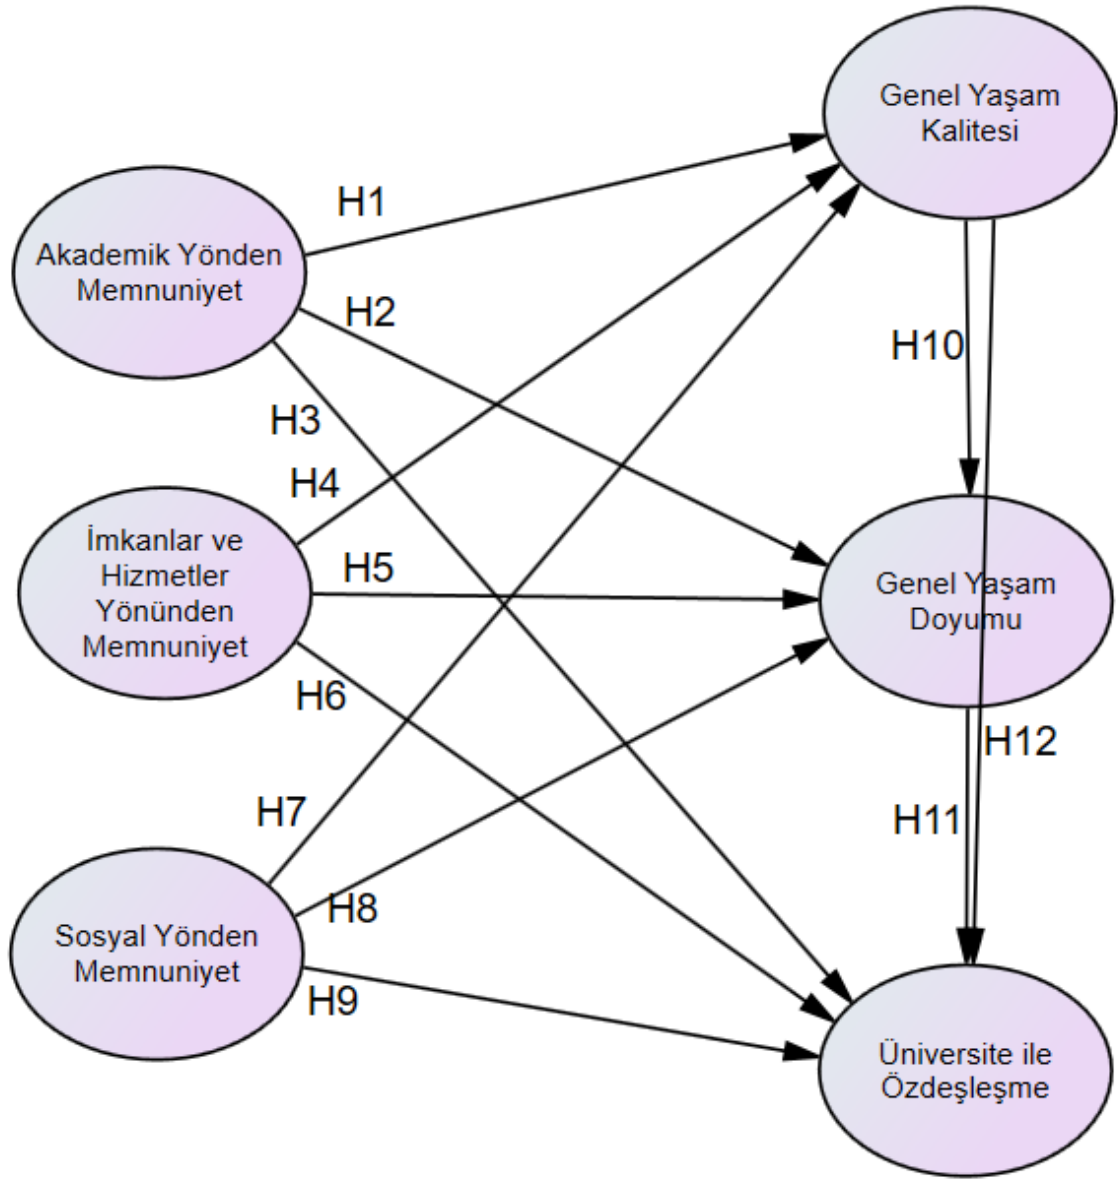 Genel Yaşam
Kalitesi
H1
Akademik Yönden
Memnuniyet
H2
H10
H3
H4
İmkanlar ve
Hizmetler
Yönünden
Memnuniyet
H5
Genel Yaşam
Doyumu
H6
H12
H7
H11
H8
Sosyal Yönden
Memnuniyet
H9
Üniversite ile
Özdeşleşme